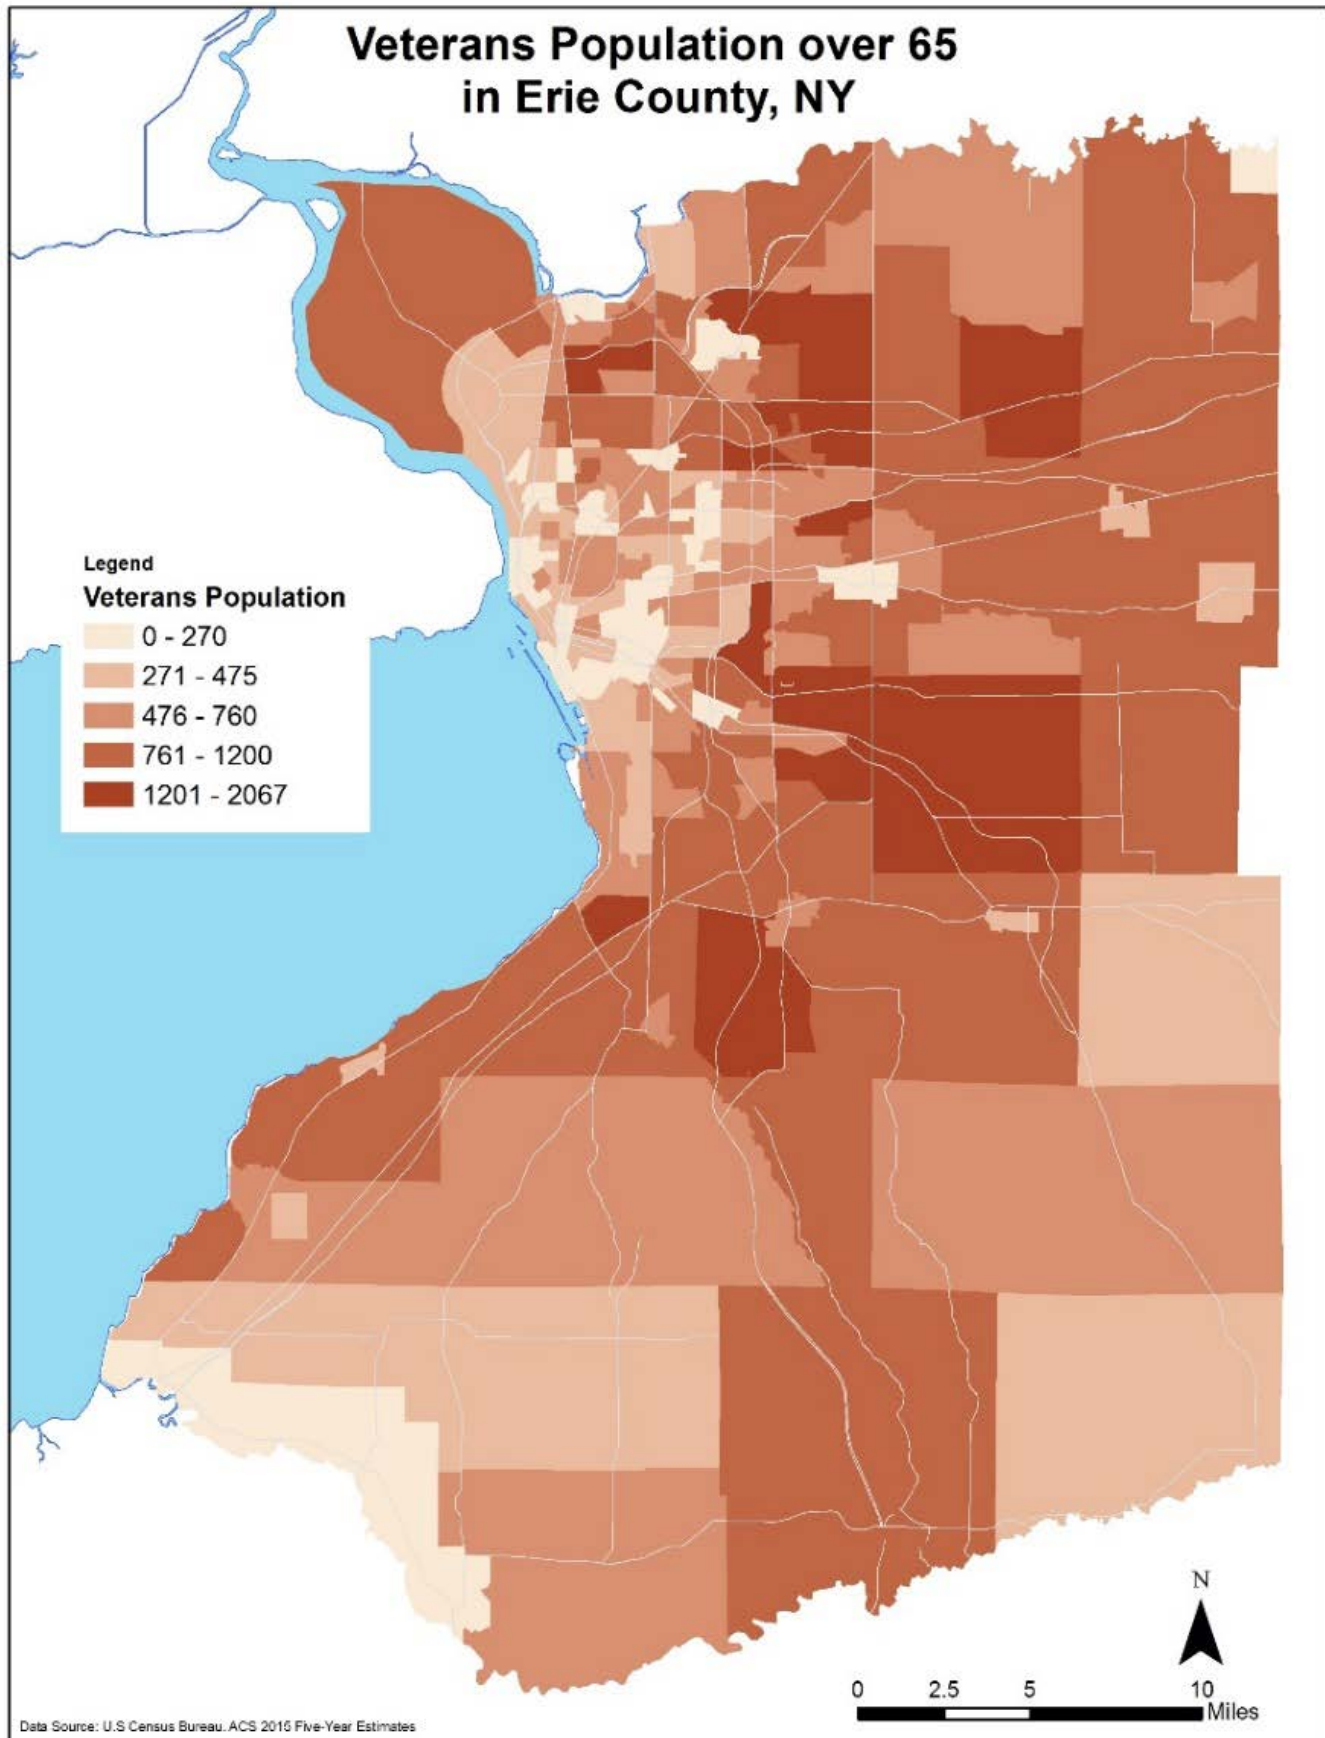 Veterans Population over 65
in Erie County, NY
Legend
Veterans Population
0 - 270
271 - 475
476 - 760
761 - 1200
1201 - 2067
N
0 2.5 5 10
Miles
Data Source: U.S Census Bureau. ACS 2015 Five-Year Estimates